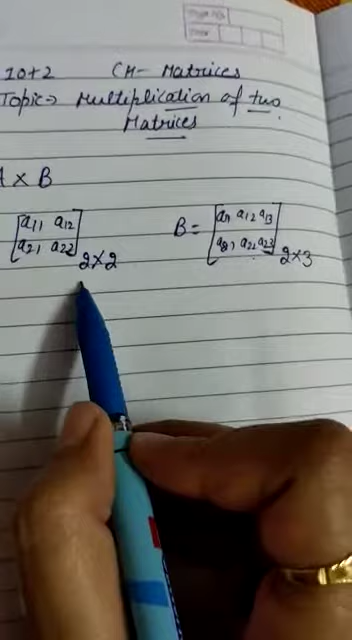 10+2 CH- Matrices
Topic⇒ Multiplication of two
Matrices
A × B
[a11 a12
a21 a22] 2×2
B = [a11 a12 a13
a21 a22 a23] 2×3